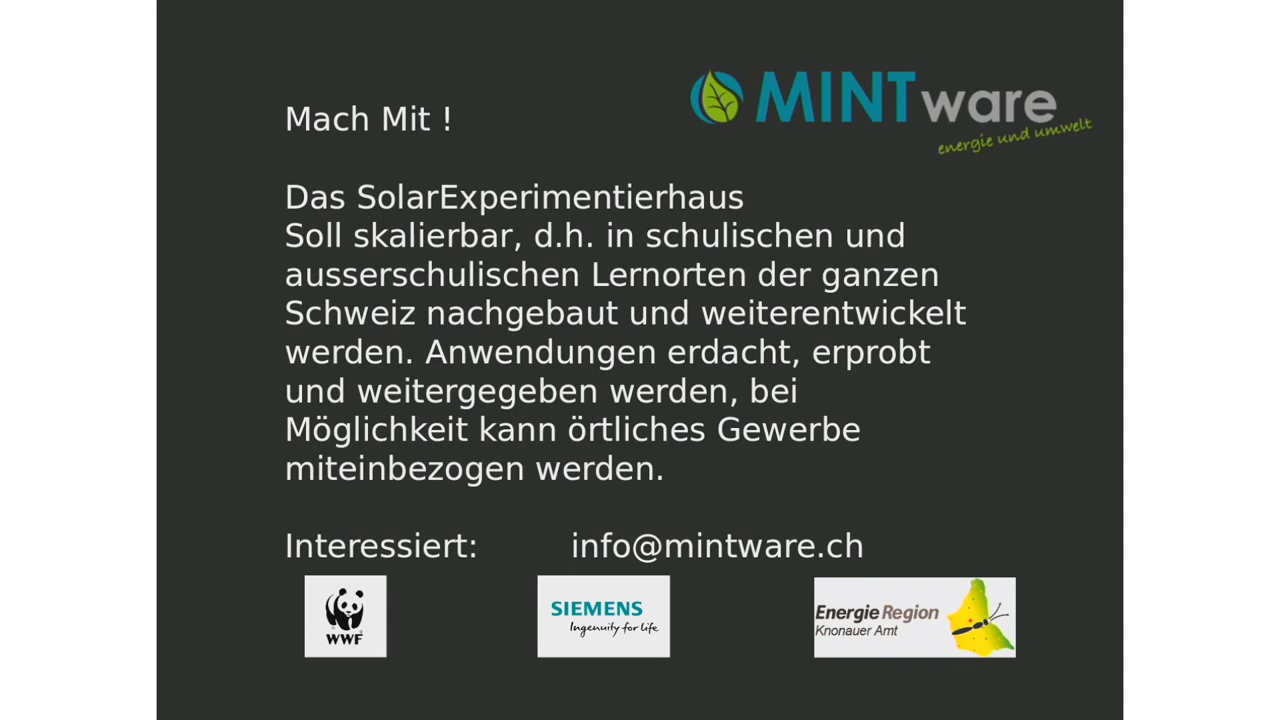 MINTware
energie und umwelt
Mach Mit !
Das SolarExperimentierhaus
Soll skalierbar, d.h. in schulischen und
ausserschulischen Lernorten der ganzen
Schweiz nachgebaut und weiterentwickelt
werden. Anwendungen erdacht, erprobt
und weitergegeben werden, bei
Möglichkeit kann örtliches Gewerbe
miteinbezogen werden.
Interessiert: info@mintware.ch
WWF
SIEMENS
Ingenuity for life
EnergieRegion
Knonauer Amt